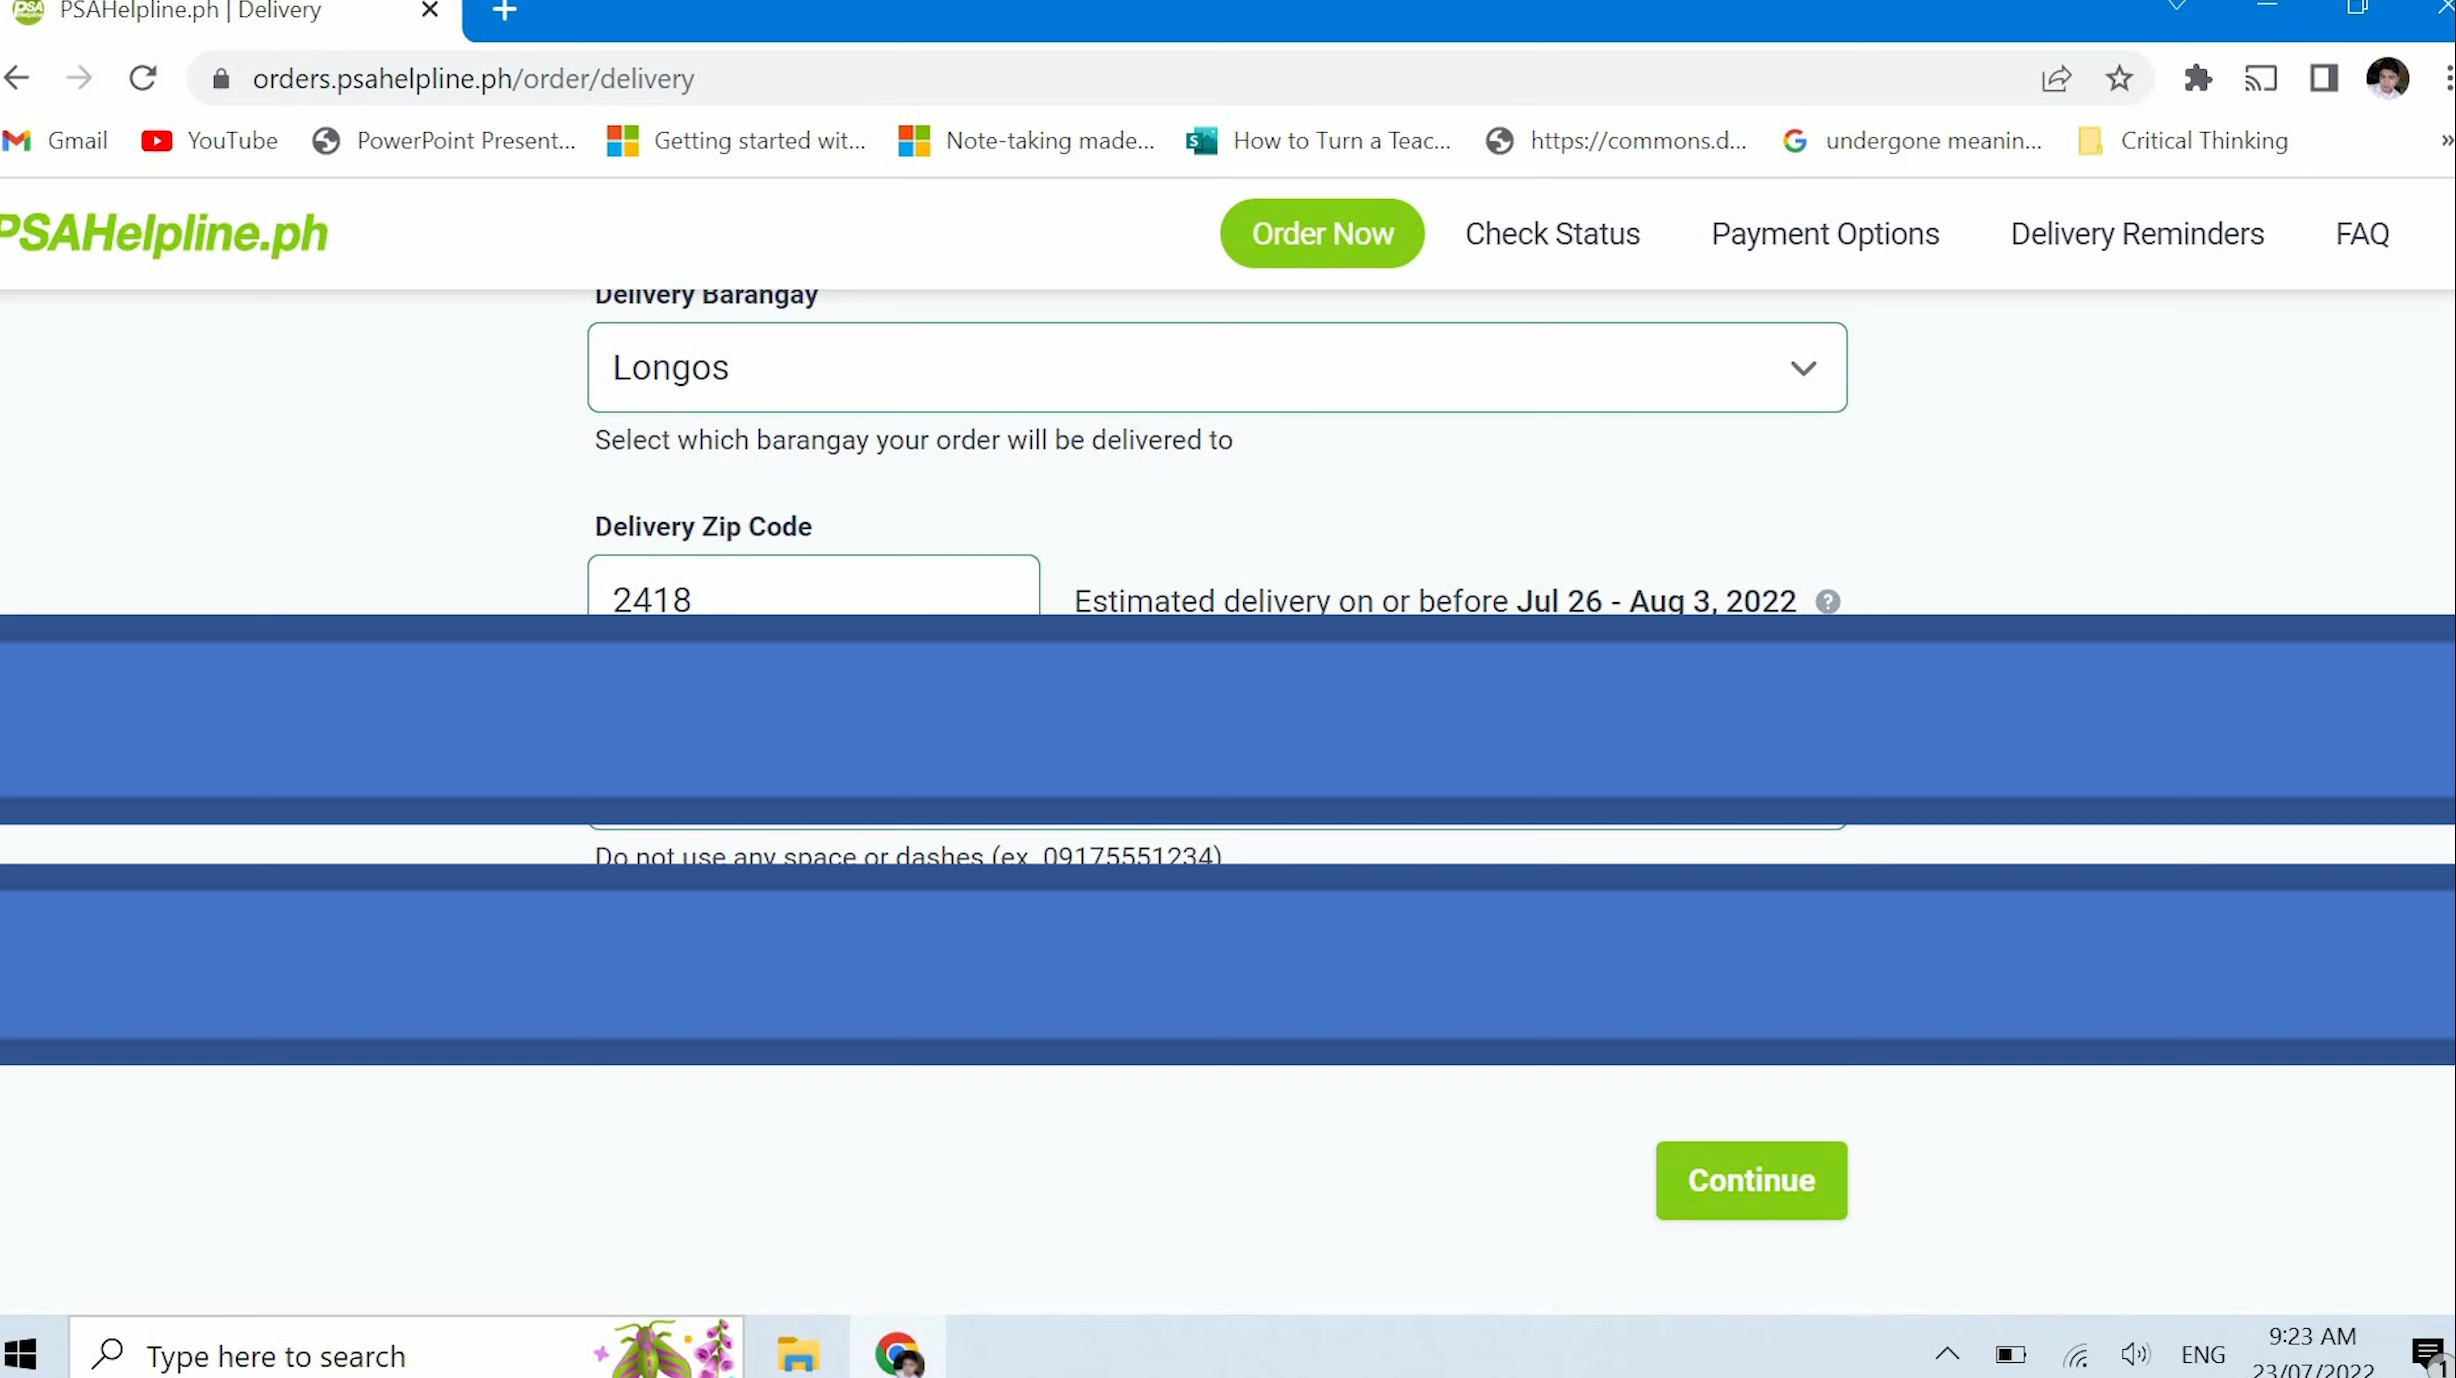 PSAHelpline.ph | Delivery
orders.psahelpline.ph/order/delivery
Gmail
YouTube
PowerPoint Present...
Getting started wit...
Note-taking made...
How to Turn a Teac...
https://commons.d...
undergone meanin...
Critical Thinking
PSAHelpline.ph
Order Now
Check Status
Payment Options
Delivery Reminders
FAQ
Delivery Barangay
Longos
Select which barangay your order will be delivered to
Delivery Zip Code
2418
Estimated delivery on or before Jul 26 - Aug 3, 2022
Do not use any space or dashes (ex. 09175551234)
Continue
Type here to search
ENG
9:23 AM
23/07/2022
1